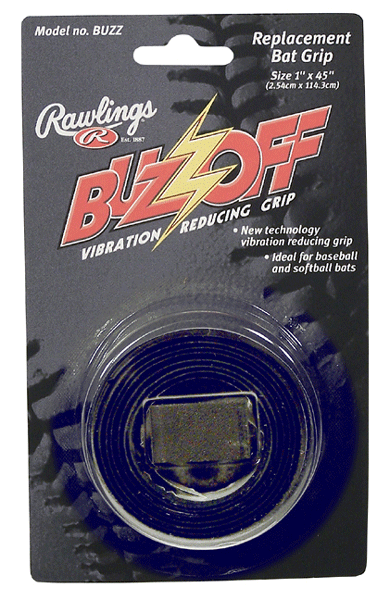 Model no. BUZZ
Replacement
Bat Grip
Size 1" x 45"
(2.54cm x 114.3cm)
Rawlings
R EST. 1887
BUZZOFF
VIBRATION REDUCING GRIP
• New technology
vibration reducing grip
• Ideal for baseball
and softball bats